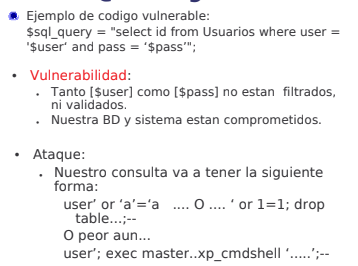 Ejemplo de codigo vulnerable:
$sql_query = "select id from Usuarios where user =
'$user‘ and pass = ‘$pass’";
• Vulnerabilidad:
• Tanto [$user] como [$pass] no estan filtrados,
ni validados.
• Nuestra BD y sistema estan comprometidos.
• Ataque:
• Nuestro consulta va a tener la siguiente
forma:
user’ or ‘a’=‘a .... O .... ‘ or 1=1; drop
table...;--
O peor aun...
user’; exec master..xp_cmdshell ‘.....’;--